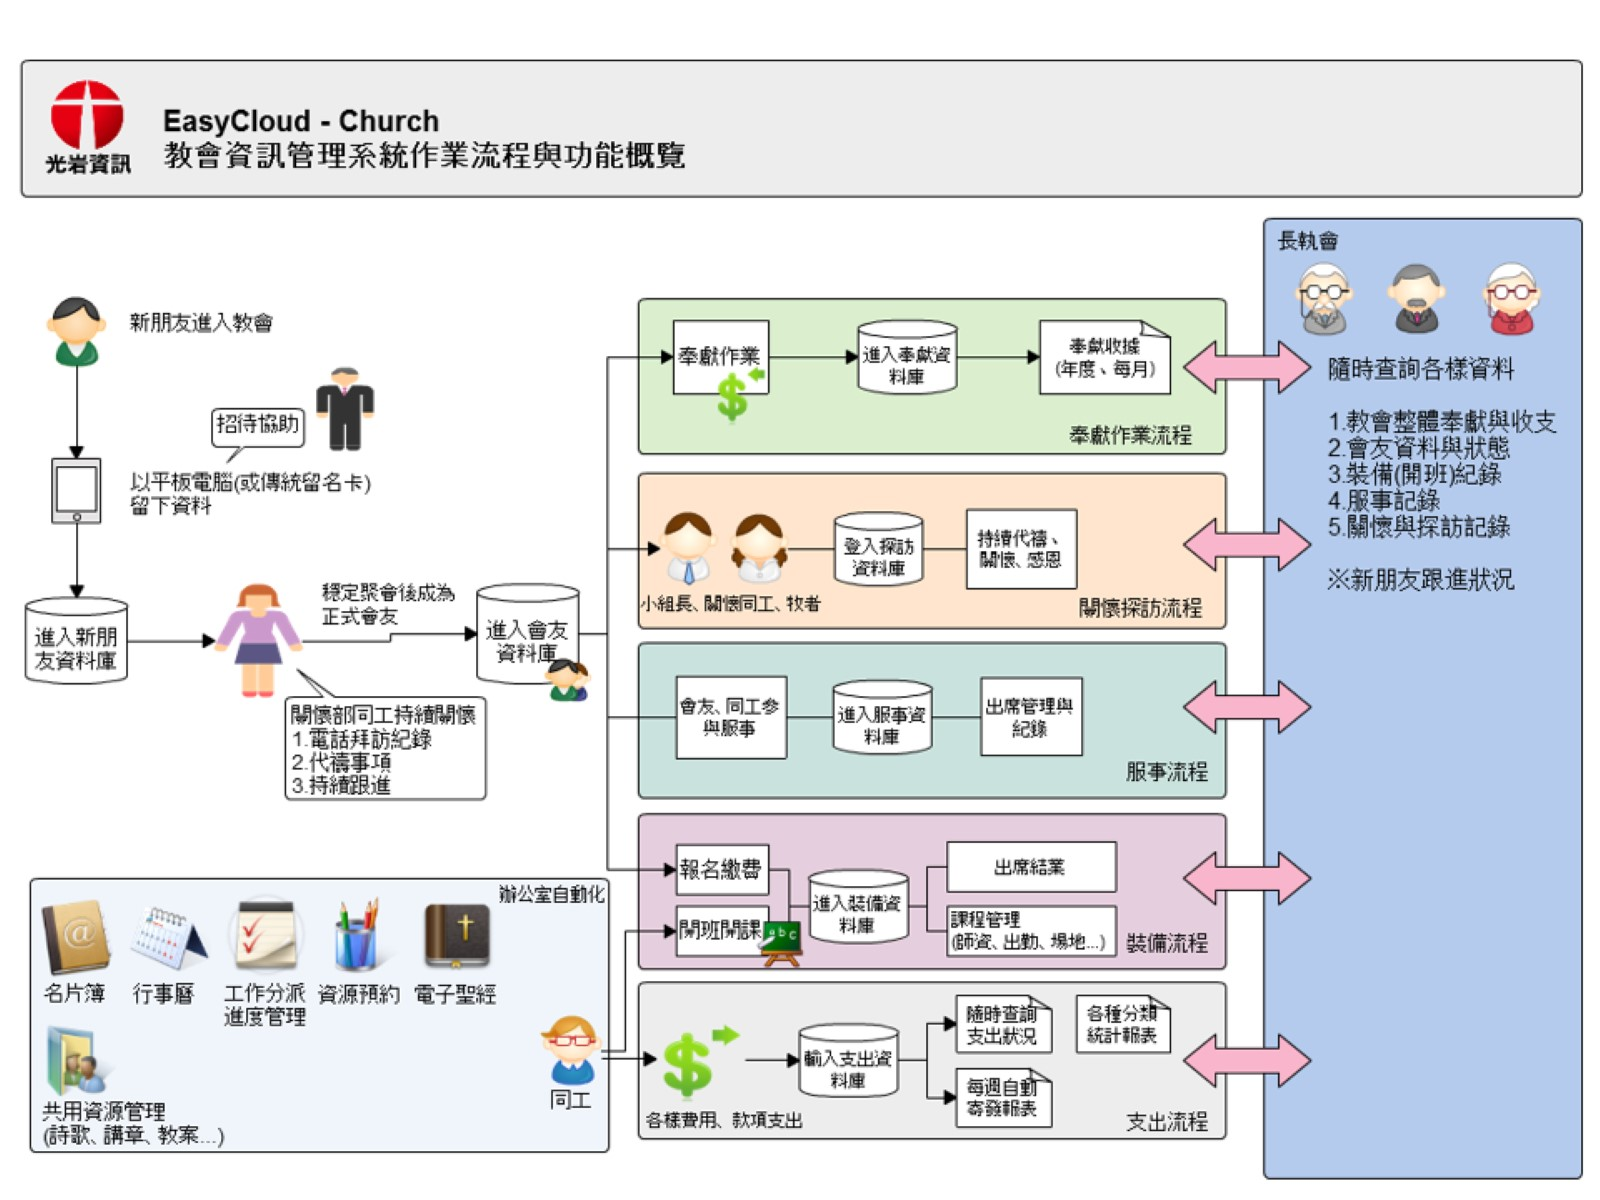 EasyCloud - Church
教會資訊管理系統作業流程與功能概覽
光岩資訊
新朋友進入教會
招待協助
以平板電腦(或傳統留名卡)
留下資料
進入新朋
友資料庫
穩定聚會後成為
正式會友
關懷部同工持續關懷
1.電話拜訪紀錄
2.代禱事項
3.持續跟進
進入會友
資料庫
奉獻作業
進入奉獻資
料庫
奉獻收據
(年度、每月)
奉獻作業流程
小組長、關懷同工、牧者
登入探訪
資料庫
持續代禱、
關懷、感恩
關懷探訪流程
會友、同工參
與服事
進入服事資
料庫
出席管理與
紀錄
服事流程
報名繳費
開班開課
abc
進入裝備資
料庫
出席結業
課程管理
(師資、出勤、場地...)
裝備流程
各樣費用、款項支出
輸入支出資
料庫
隨時查詢
支出狀況
每週自動
寄發報表
各種分類
統計報表
支出流程
辦公室自動化
名片簿
行事曆
工作分派
進度管理
資源預約
電子聖經
共用資源管理
(詩歌、講章、教案...)
同工
長執會
隨時查詢各樣資料
1.教會整體奉獻與收支
2.會友資料與狀態
3.裝備(開班)紀錄
4.服事記錄
5.關懷與探訪記錄
※新朋友跟進狀況